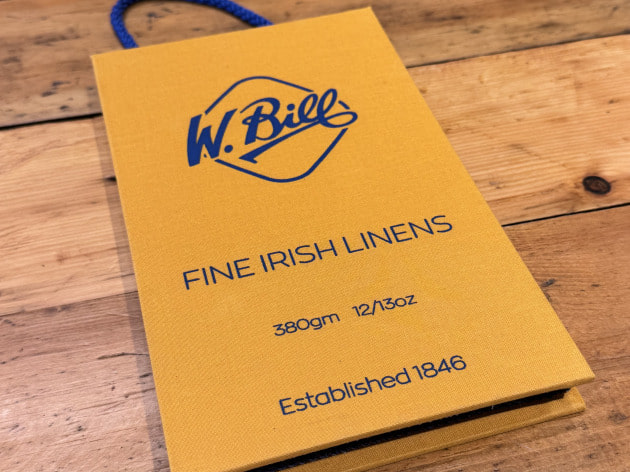 W. Bill
FINE IRISH LINENS
380gm 12/13oz
Established 1846